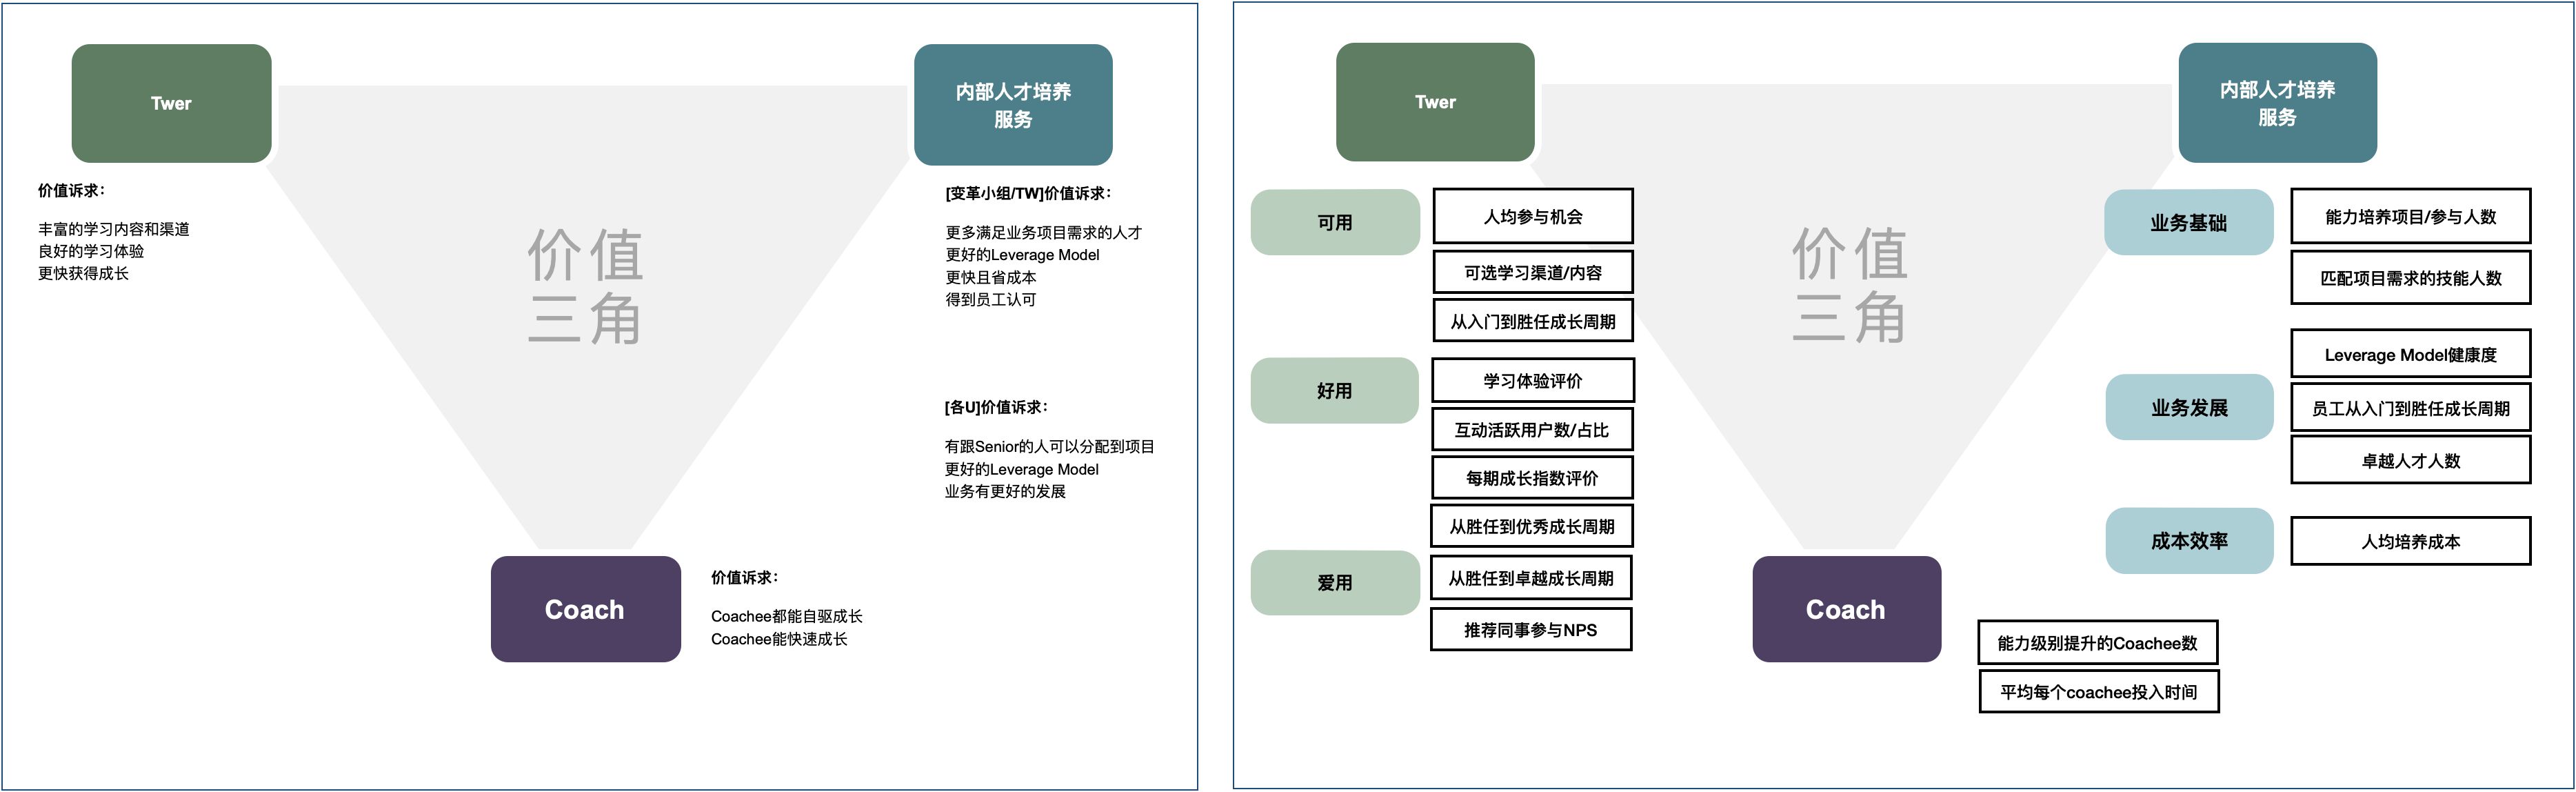 Twer
内部人才培养
服务
价值诉求：
丰富的学习内容和渠道
良好的学习体验
更快获得成长
价值
三角
[变革小组/TW]价值诉求：
更多满足业务项目需求的人才
更好的Leverage Model
更快且省成本
得到员工认可
[各U]价值诉求：
有跟Senior的人可以分配到项目
更好的Leverage Model
业务有更好的发展
Coach
价值诉求：
Coachee都能自驱成长
Coachee能快速成长
Twer
内部人才培养
服务
价值
三角
可用
人均参与机会
可选学习渠道/内容
从入门到胜任成长周期
好用
学习体验评价
互动活跃用户数/占比
每期成长指数评价
从胜任到优秀成长周期
爱用
从胜任到卓越成长周期
推荐同事参与NPS
业务基础
能力培养项目/参与人数
匹配项目需求的技能人数
业务发展
Leverage Model健康度
员工从入门到胜任成长周期
卓越人才人数
成本效率
人均培养成本
Coach
能力级别提升的Coachee数
平均每个coachee投入时间